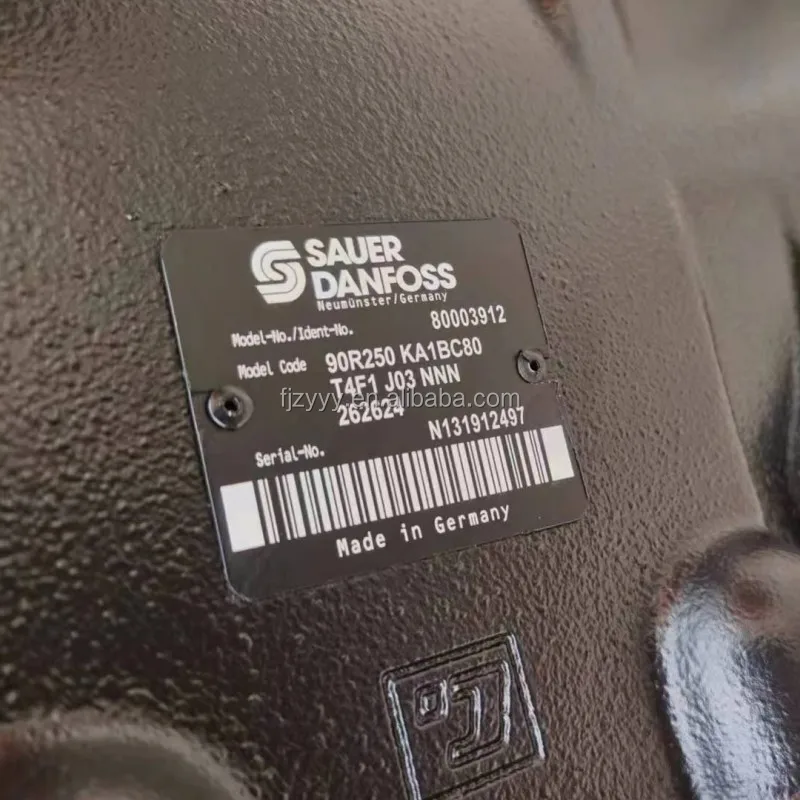 SAUER
DANFOSS
Neumünster/Germany
Model-No./Ident-No. 80003912
Model Code 90R250 KA1BC80
T4F1 J03 NNN
fjzyyy.en.alibaba.com
262624
Serial-No. N131912497
Made in Germany